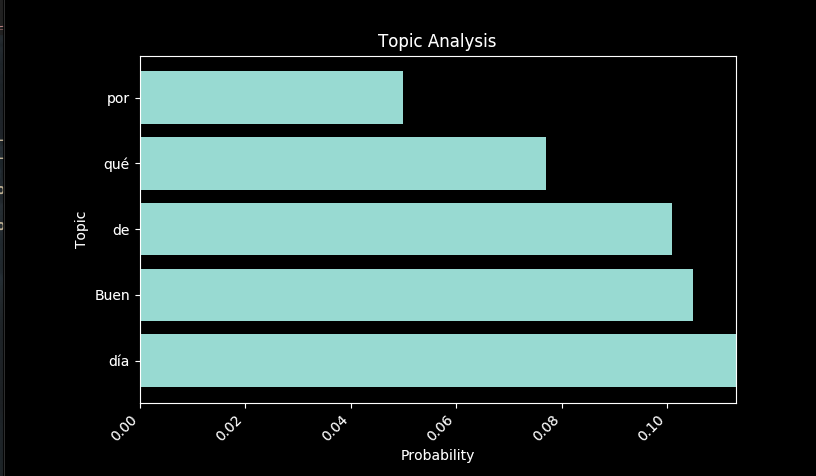 Topic Analysis
por
qué
de
Buen
día
Topic
0.00 0.02 0.04 0.06 0.08 0.10
Probability